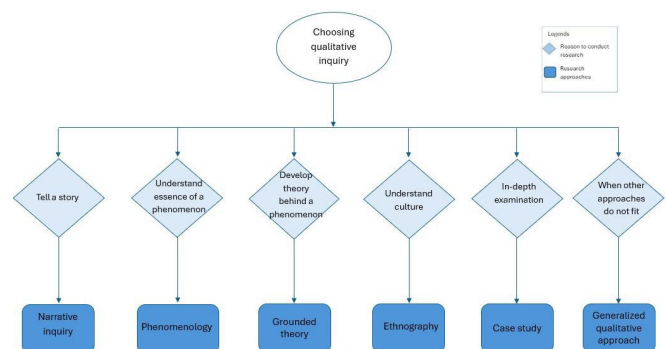 Choosing
qualitative
inquiry
Legends
Reason to conduct
research
Research
approaches
Tell a story
Understand
essence of a
phenomenon
Develop
theory
behind a
phenomenon
Understand
culture
In-depth
examination
When other
approaches
do not fit
Narrative
inquiry
Phenomenology
Grounded
theory
Ethnography
Case study
Generalized
qualitative
approach